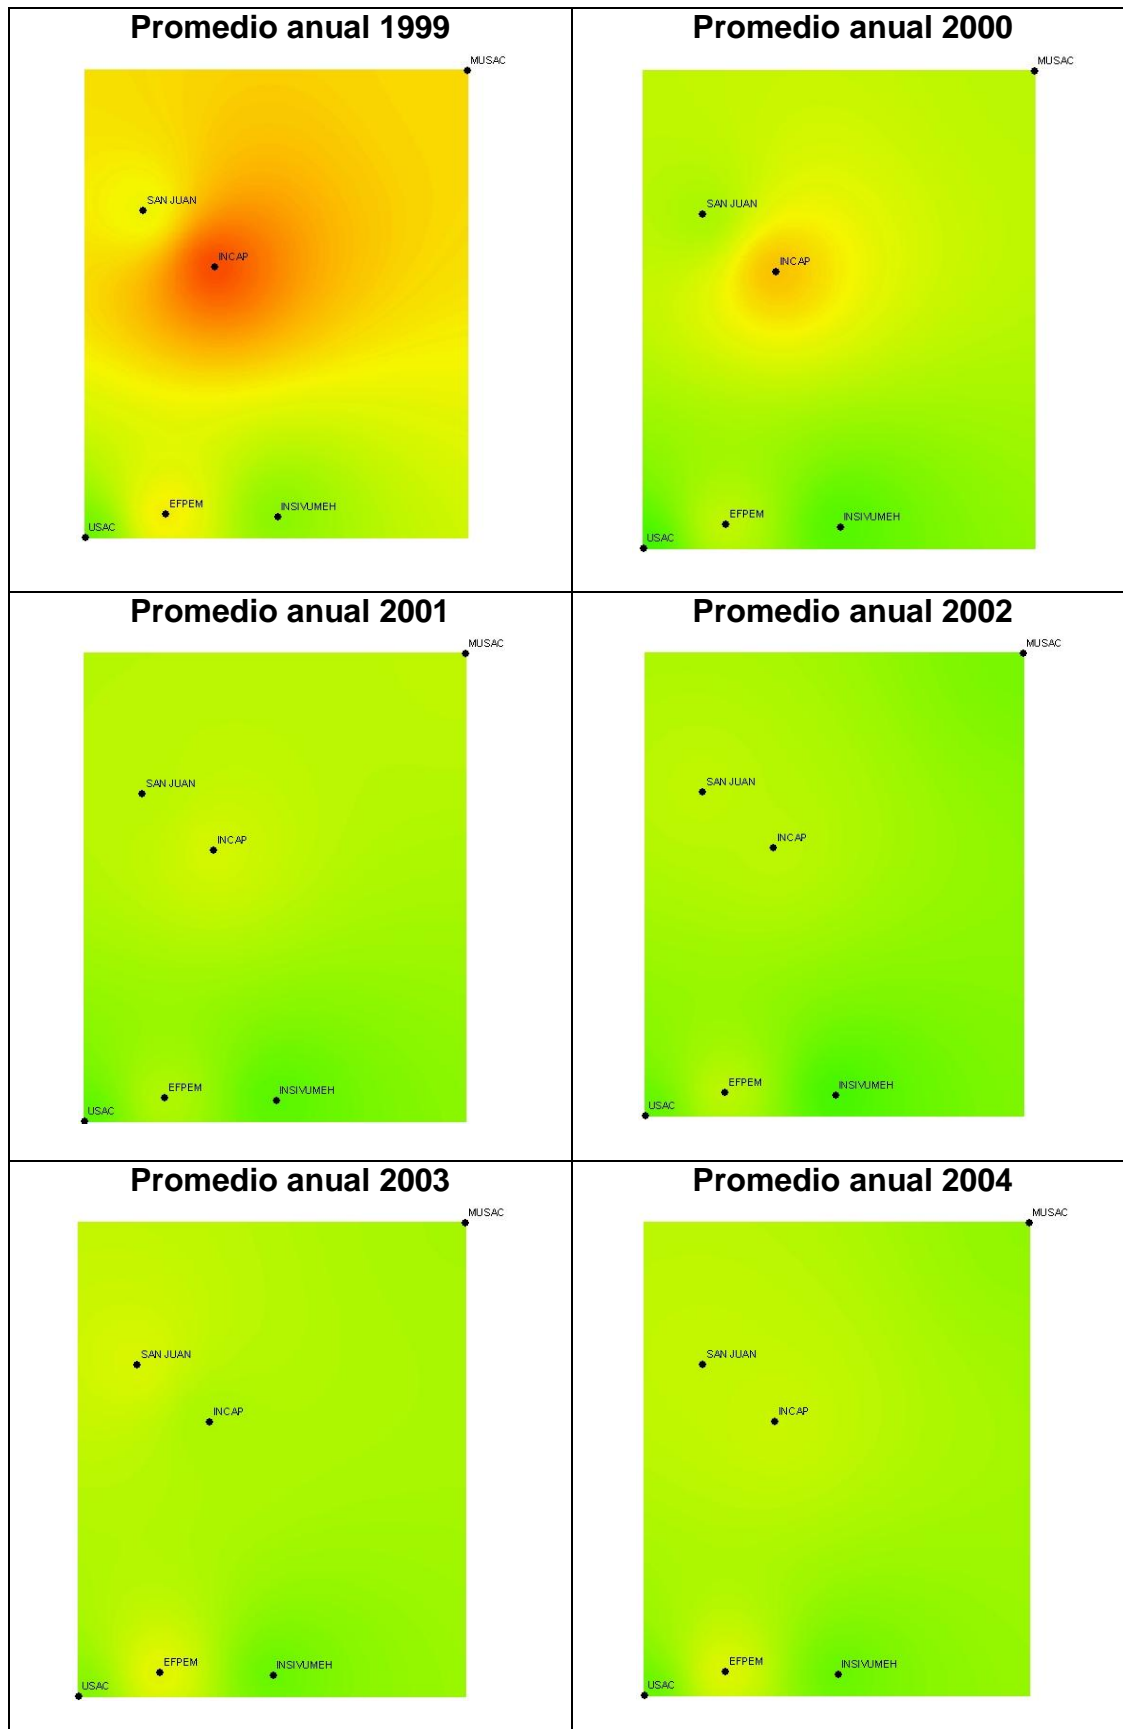 Promedio anual 1999
MUSAC
SAN JUAN
INCAP
EFPEM
INSIVUMEH
USAC
Promedio anual 2000
MUSAC
SAN JUAN
INCAP
EFPEM
INSIVUMEH
USAC
Promedio anual 2001
MUSAC
SAN JUAN
INCAP
EFPEM
INSIVUMEH
USAC
Promedio anual 2002
MUSAC
SAN JUAN
INCAP
EFPEM
INSIVUMEH
USAC
Promedio anual 2003
MUSAC
SAN JUAN
INCAP
EFPEM
INSIVUMEH
USAC
Promedio anual 2004
MUSAC
SAN JUAN
INCAP
EFPEM
INSIVUMEH
USAC